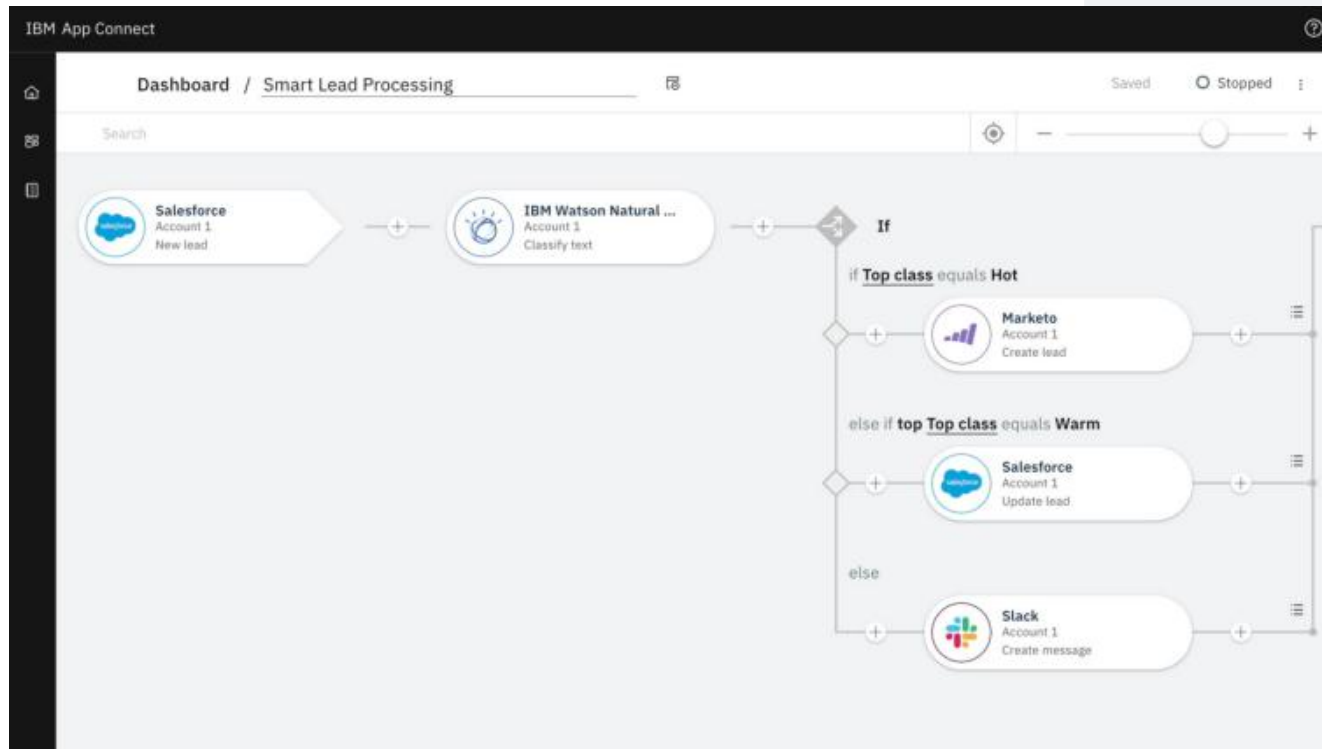 IBM App Connect
Dashboard / Smart Lead Processing
Saved
Stopped
Search
Salesforce
Account 1
New lead
IBM Watson Natural ...
Account 1
Classify text
If
if Top class equals Hot
Marketo
Account 1
Create lead
else if top Top class equals Warm
Salesforce
Account 1
Update lead
else
Slack
Account 1
Create message